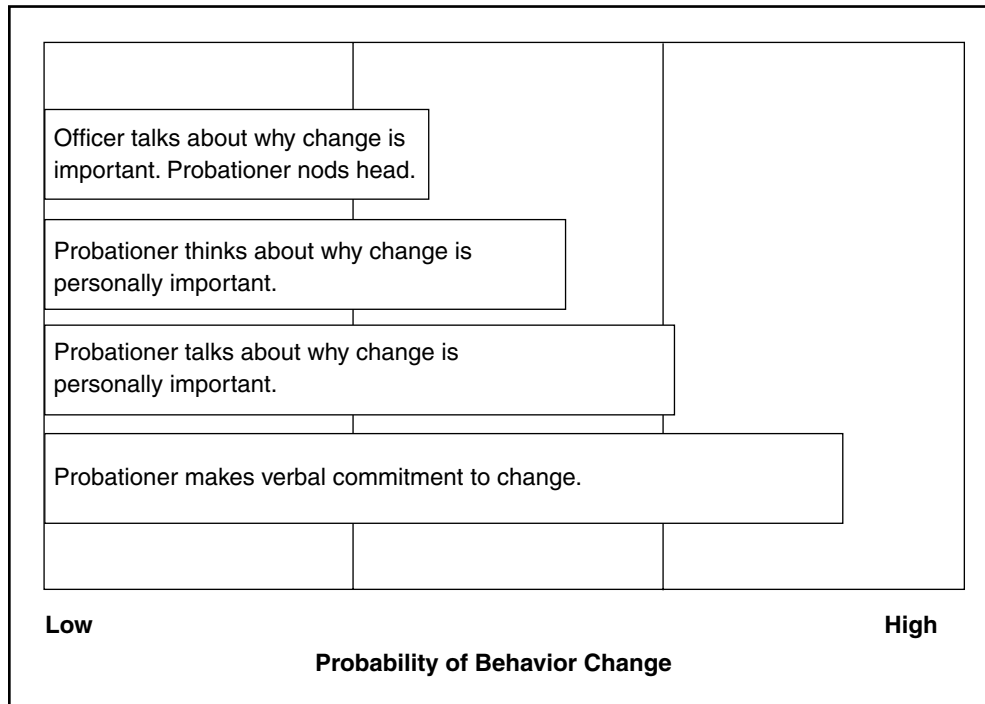 Officer talks about why change is
important. Probationer nods head.
Probationer thinks about why change is
personally important.
Probationer talks about why change is
personally important.
Probationer makes verbal commitment to change.
Low
High
Probability of Behavior Change